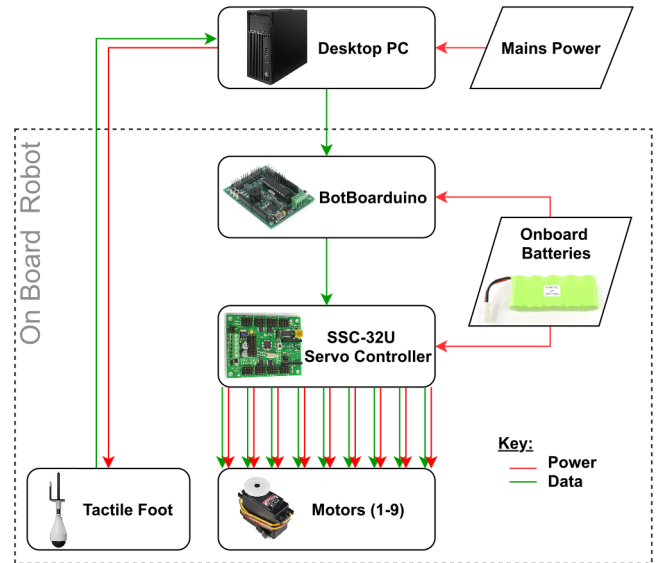 Desktop PC
Mains Power
On Board Robot
BotBoarduino
Onboard
Batteries
SSC-32U
Servo Controller
Key:
Power
Data
Tactile Foot
Motors (1-9)